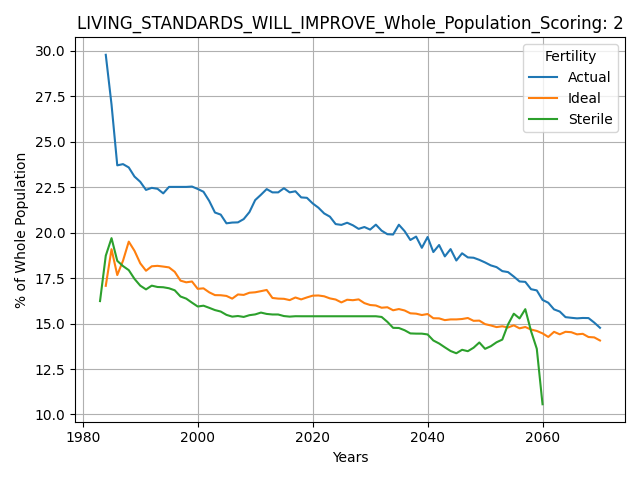 LIVING_STANDARDS_WILL_IMPROVE_Whole_Population_Scoring: 2
Fertility
Actual
Ideal
Sterile
% of Whole Population
30.0
27.5
25.0
22.5
20.0
17.5
15.0
12.5
10.0
1980
2000
2020
2040
2060
Years